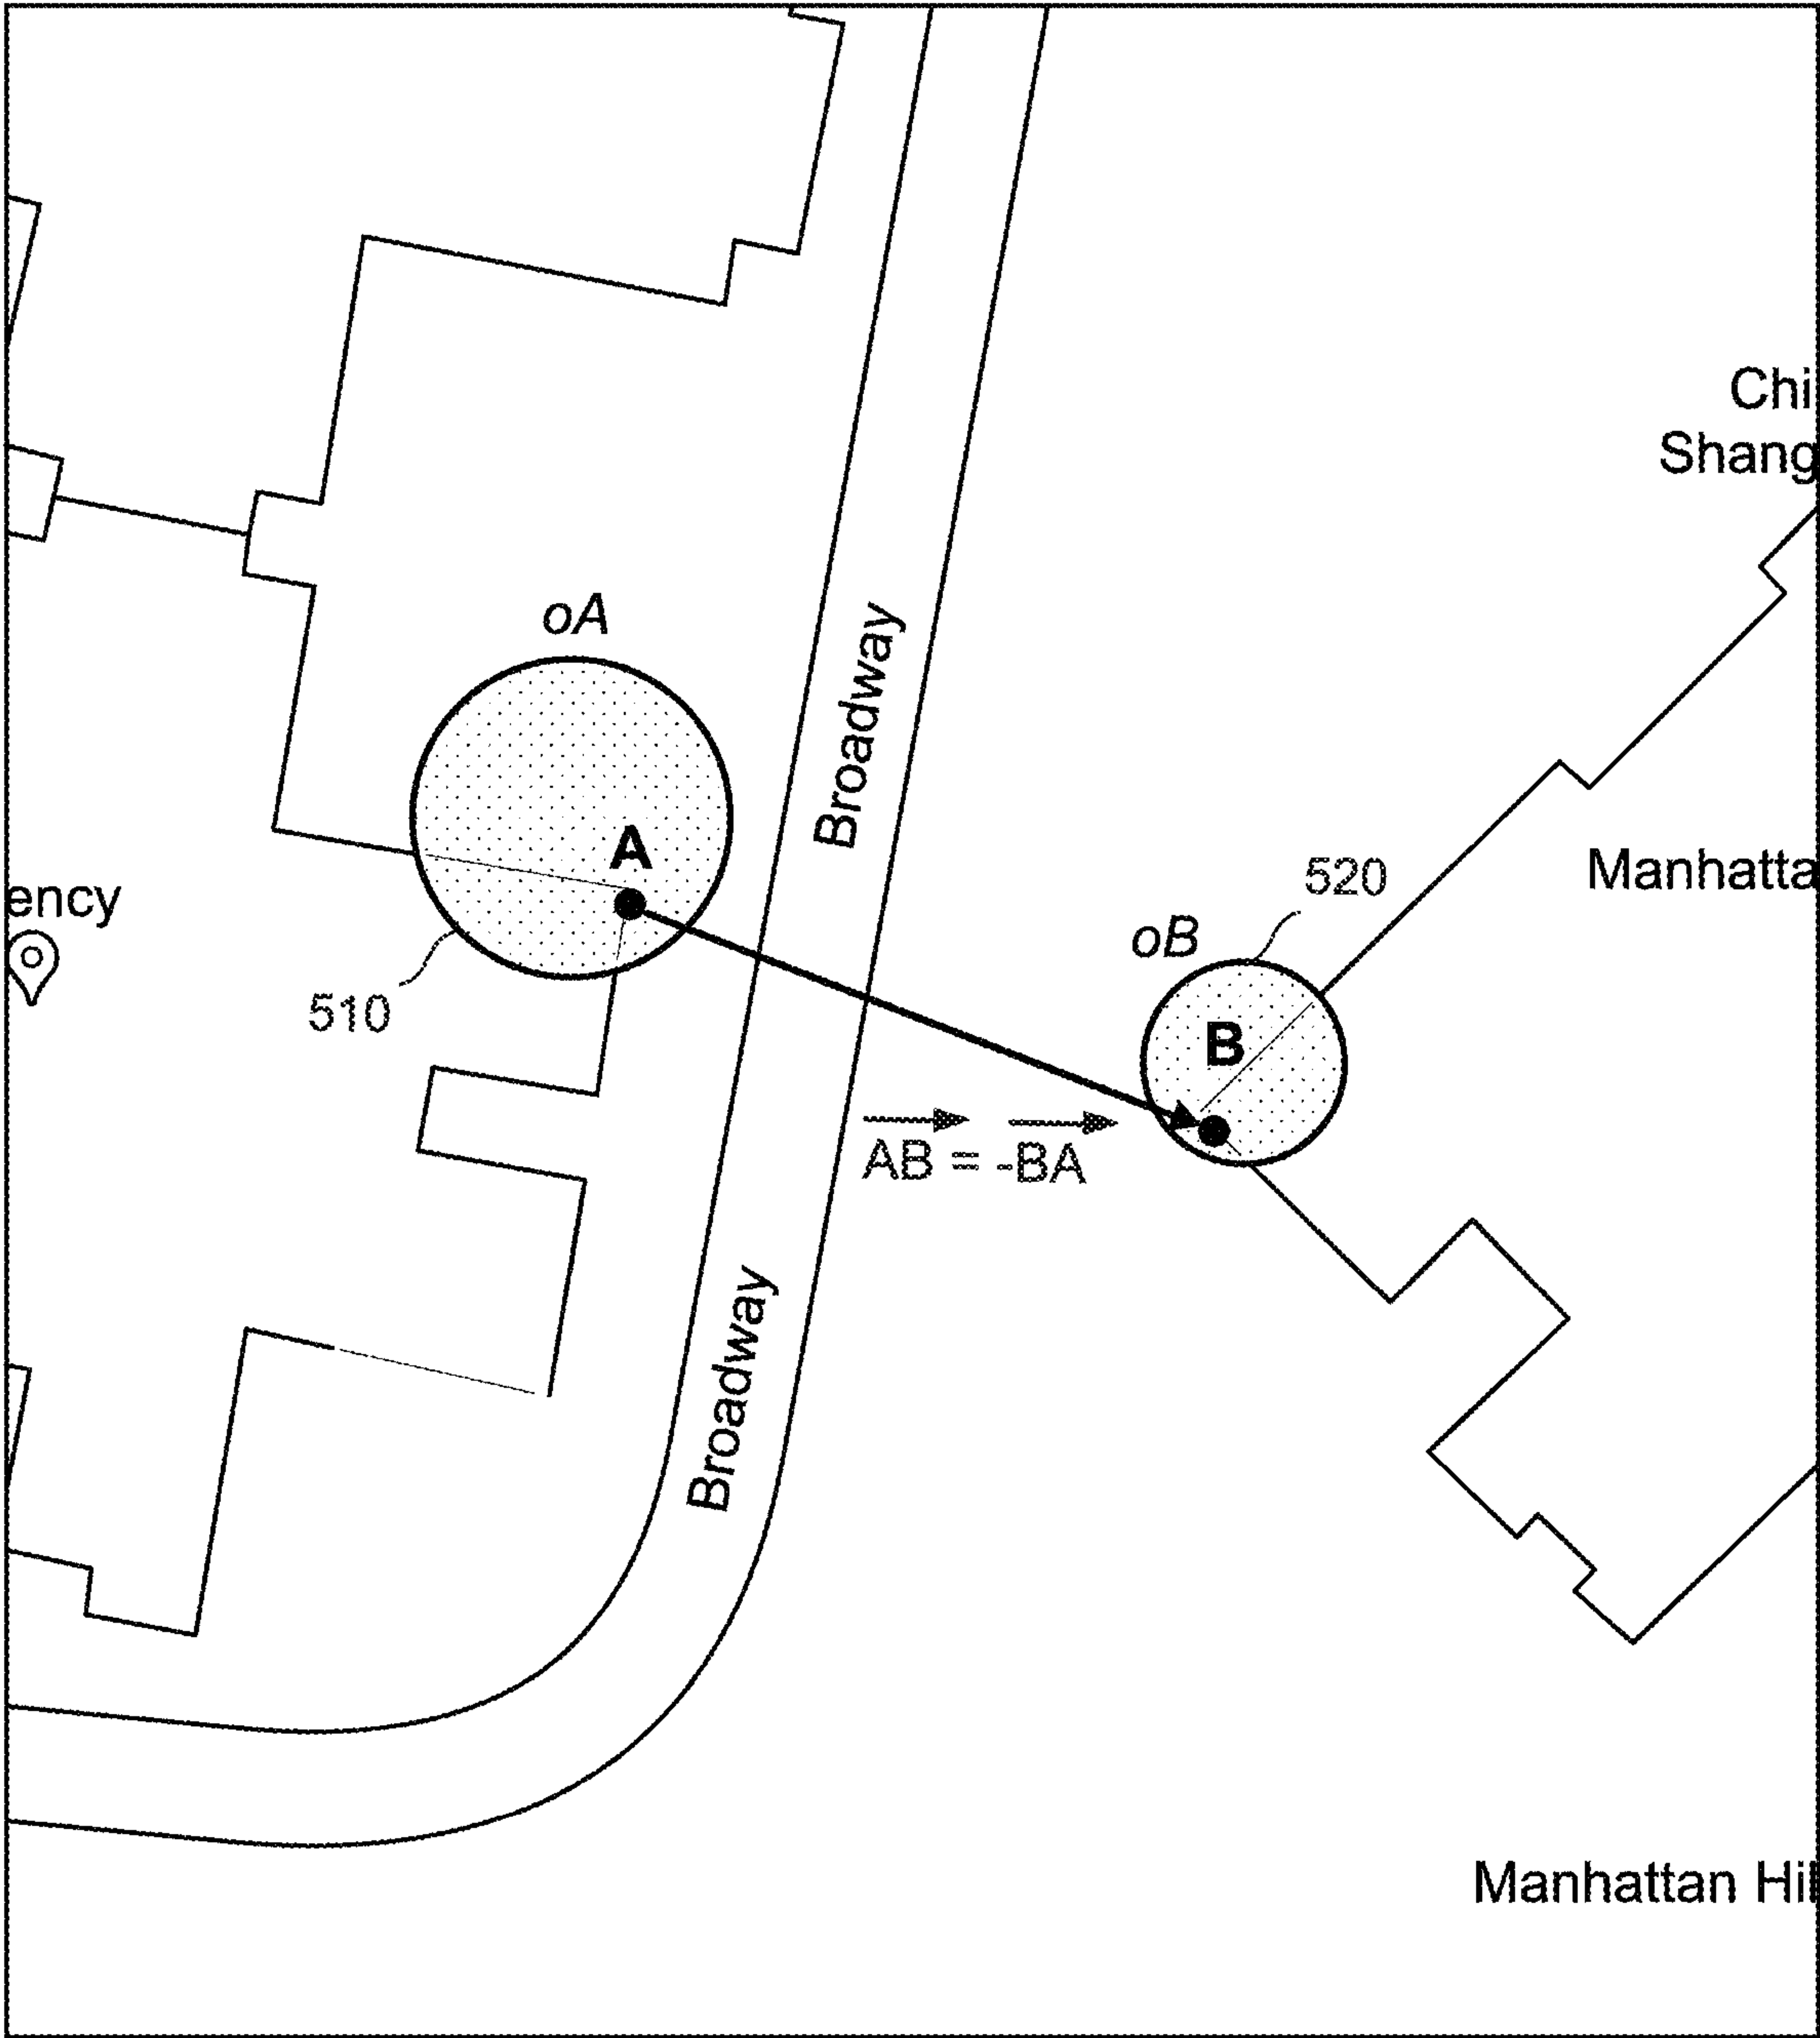 Chi
Shang
oA
Broadway
A
Manhatta
520
ency
oB
510
B
AB = -BA
Broadway
Manhattan Hil